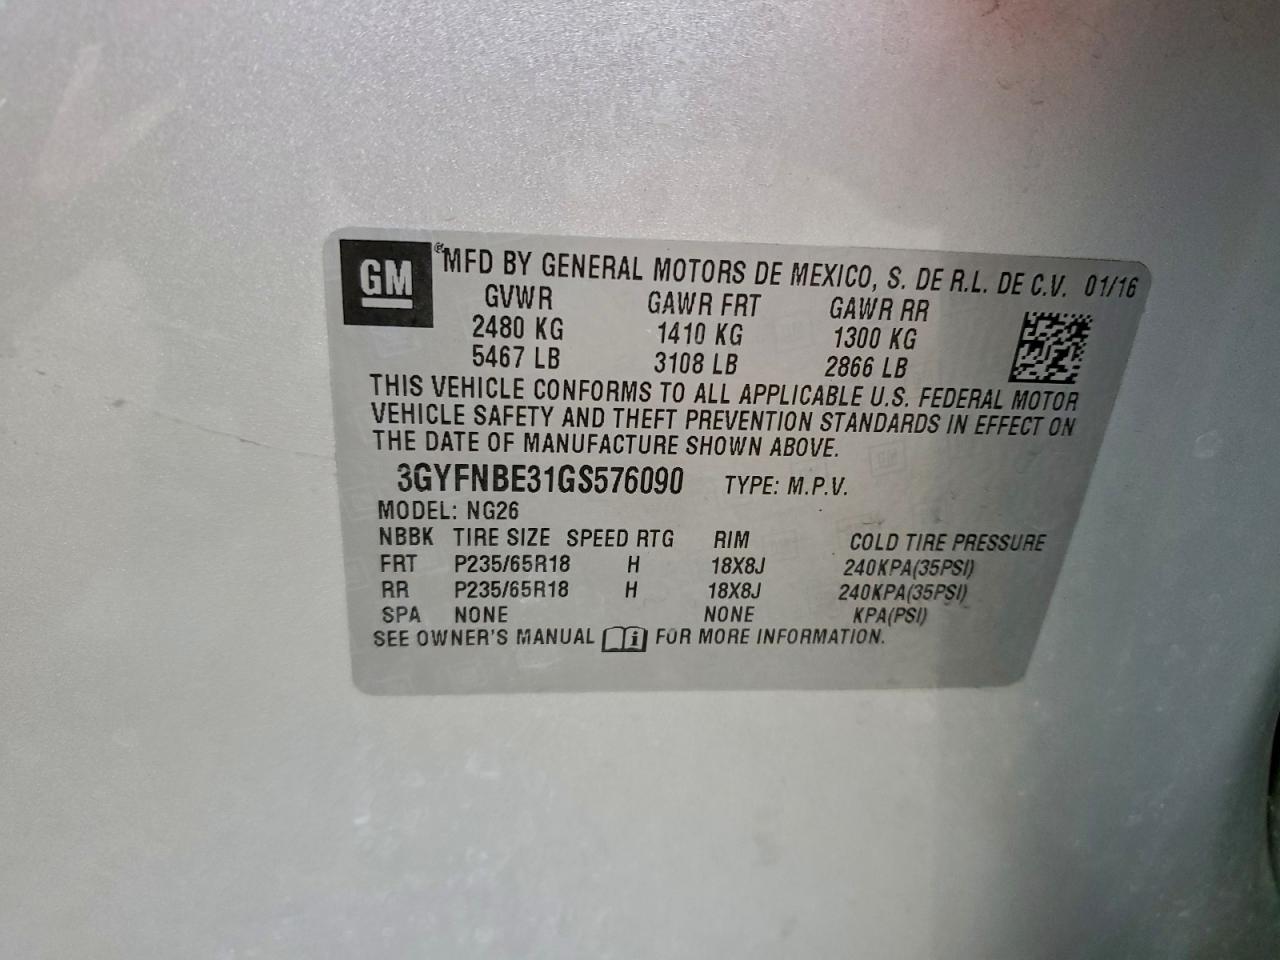 GM ® MFD BY GENERAL MOTORS DE MEXICO, S. DE R.L. DE C.V. 01/16
GVWR GAWR FRT GAWR RR
2480 KG 1410 KG 1300 KG
5467 LB 3108 LB 2866 LB
THIS VEHICLE CONFORMS TO ALL APPLICABLE U.S. FEDERAL MOTOR
VEHICLE SAFETY AND THEFT PREVENTION STANDARDS IN EFFECT ON
THE DATE OF MANUFACTURE SHOWN ABOVE.
3GYFNBE31GS576090 TYPE: M.P.V.
MODEL: NG26
NBBK TIRE SIZE SPEED RTG RIM COLD TIRE PRESSURE
FRT P235/65R18 H 18X8J 240KPA(35PSI)
RR P235/65R18 H 18X8J 240KPA(35PSI)
SPA NONE NONE KPA(PSI)
SEE OWNER'S MANUAL i FOR MORE INFORMATION.